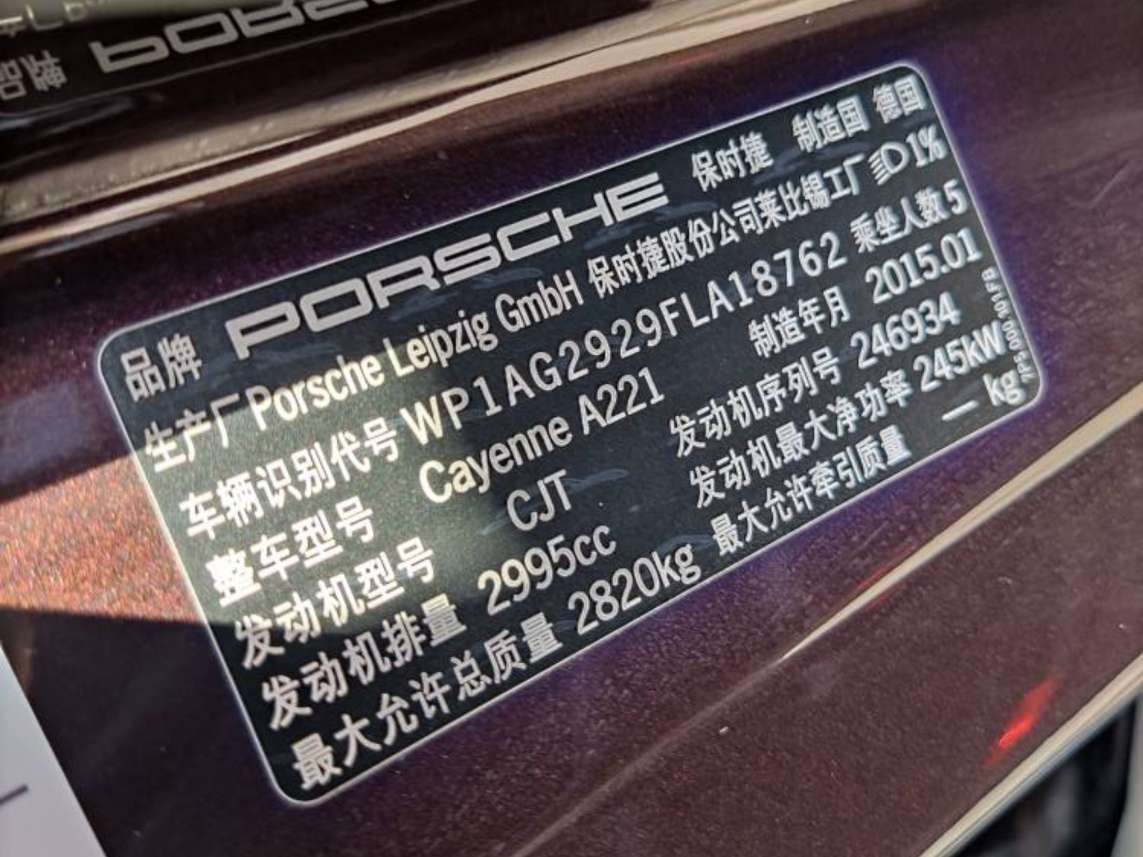 品牌 PORSCHE 保时捷 制造国 德国
生产厂 Porsche Leipzig GmbH 保时捷股份公司莱比锡工厂 1%
车辆识别代号 WP1AG2929FLA18762 乘坐人数 5
整车型号 Cayenne A221 制造年月 2015.01
发动机型号 CJT 发动机序列号 246934
发动机排量 2995cc 发动机最大净功率 245kW
最大允许总质量 2820kg 最大允许牵引质量 — kg